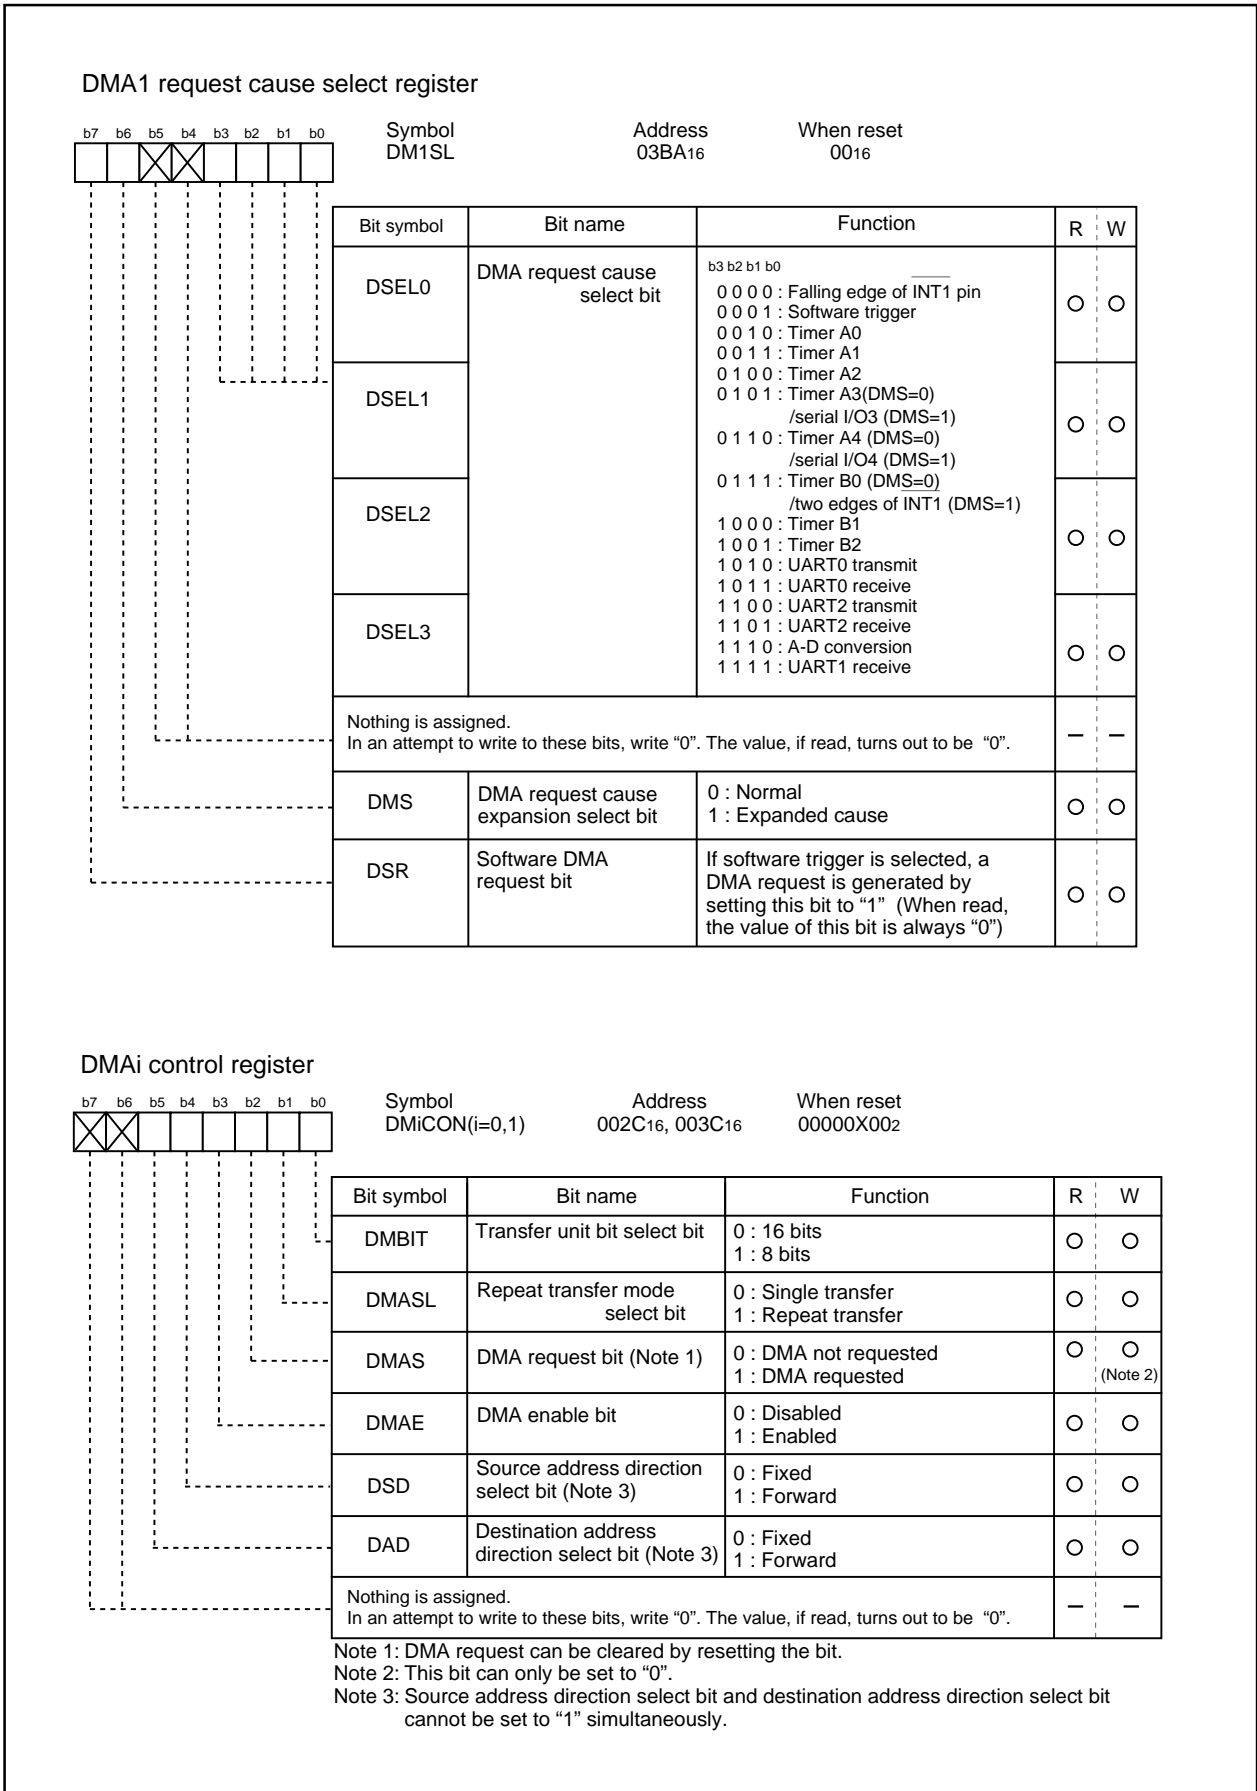 DMA1 request cause select register
b7 b6 b5 b4 b3 b2 b1 b0
Symbol Address When reset
DM1SL 03BA16 0016
Bit symbol Bit name Function R W
DSEL0
DMA request cause
select bit
b3 b2 b1 b0
0 0 0 0 : Falling edge of INT1 pin
0 0 0 1 : Software trigger
0 0 1 0 : Timer A0
0 0 1 1 : Timer A1
0 1 0 0 : Timer A2
0 1 0 1 : Timer A3(DMS=0)
/serial I/O3 (DMS=1)
0 1 1 0 : Timer A4 (DMS=0)
/serial I/O4 (DMS=1)
0 1 1 1 : Timer B0 (DMS=0)
/two edges of INT1 (DMS=1)
1 0 0 0 : Timer B1
1 0 0 1 : Timer B2
1 0 1 0 : UART0 transmit
1 0 1 1 : UART0 receive
1 1 0 0 : UART2 transmit
1 1 0 1 : UART2 receive
1 1 1 0 : A-D conversion
1 1 1 1 : UART1 receive
DSEL1
DSEL2
DSEL3
Nothing is assigned.
In an attempt to write to these bits, write “0”. The value, if read, turns out to be “0”.
DMS
DMA request cause
expansion select bit
0 : Normal
1 : Expanded cause
DSR
Software DMA
request bit
If software trigger is selected, a
DMA request is generated by
setting this bit to “1” (When read,
the value of this bit is always “0”)
DMAi control register
b7 b6 b5 b4 b3 b2 b1 b0
Symbol Address When reset
DMiCON(i=0,1) 002C16, 003C16 00000X002
Bit symbol Bit name Function R W
DMBIT
Transfer unit bit select bit
0 : 16 bits
1 : 8 bits
DMASL
Repeat transfer mode
select bit
0 : Single transfer
1 : Repeat transfer
DMAS
DMA request bit (Note 1)
0 : DMA not requested
1 : DMA requested
(Note 2)
DMAE
DMA enable bit
0 : Disabled
1 : Enabled
DSD
Source address direction
select bit (Note 3)
0 : Fixed
1 : Forward
DAD
Destination address
direction select bit (Note 3)
0 : Fixed
1 : Forward
Nothing is assigned.
In an attempt to write to these bits, write “0”. The value, if read, turns out to be “0”.
Note 1: DMA request can be cleared by resetting the bit.
Note 2: This bit can only be set to “0”.
Note 3: Source address direction select bit and destination address direction select bit
cannot be set to “1” simultaneously.